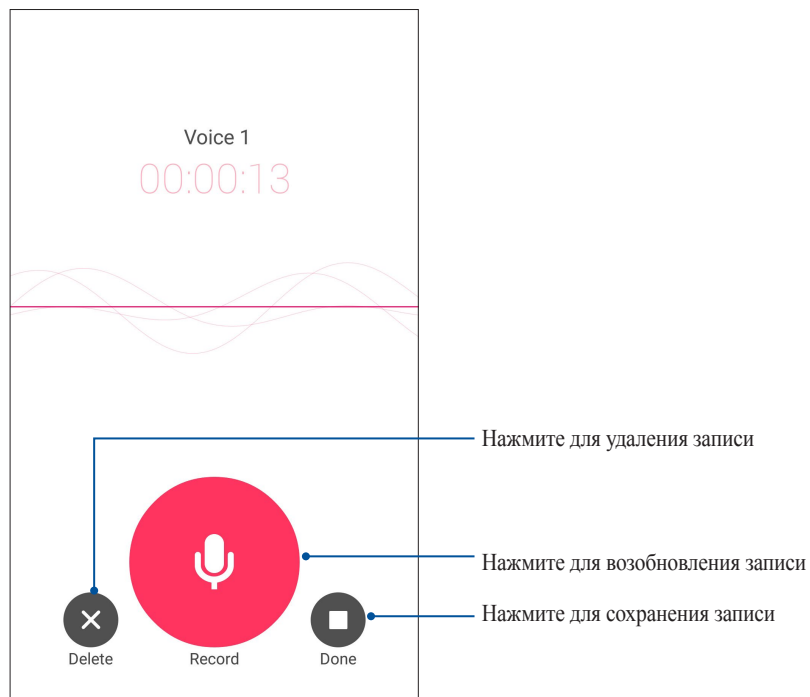 Voice 1
00:00:13
Нажмите для удаления записи
Нажмите для возобновления записи
Нажмите для сохранения записи
Delete
Record
Done